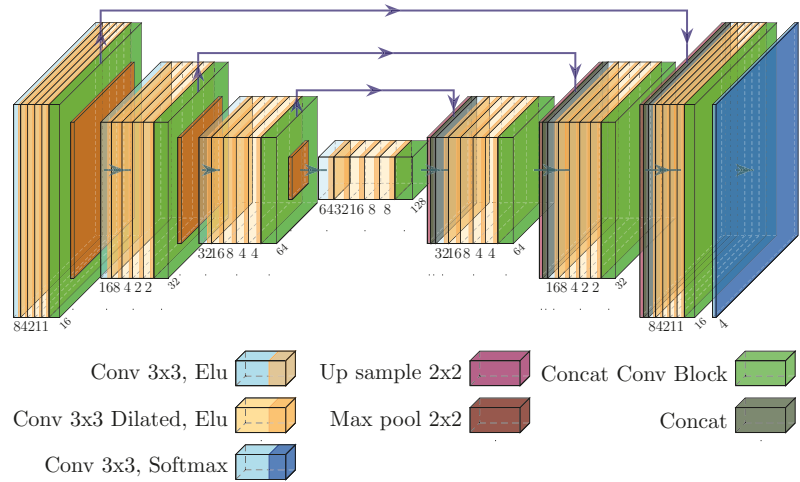 64 32 16 8 8 128
32 16 8 4 4 64
32 16 8 4 4 64
16 8 4 2 2 32
16 8 4 2 2 32
8 4 2 1 1 16
8 4 2 1 1 16 4
Conv 3x3, Elu
Up sample 2x2
Concat Conv Block
Conv 3x3 Dilated, Elu
Max pool 2x2
Concat
Conv 3x3, Softmax